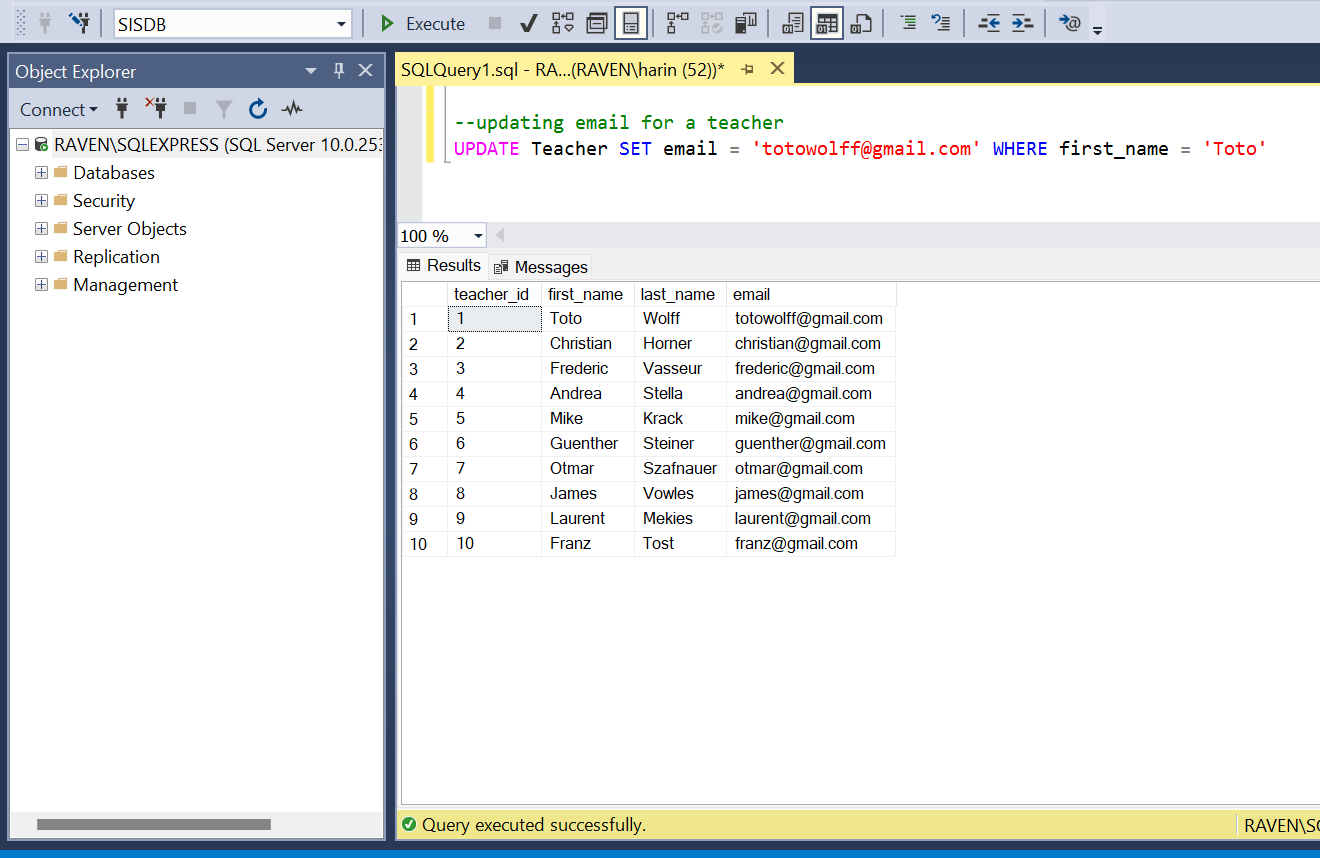 SISDB Execute
Object Explorer
Connect
RAVEN\SQLEXPRESS (SQL Server 10.0.253
Databases
Security
Server Objects
Replication
Management
SQLQuery1.sql - RA...(RAVEN\harin (52))*
--updating email for a teacher
UPDATE Teacher SET email = 'totowolff@gmail.com' WHERE first_name = 'Toto'
100 %
Results Messages
teacher_id first_name last_name email
1 1 Toto Wolff totowolff@gmail.com
2 2 Christian Horner christian@gmail.com
3 3 Frederic Vasseur frederic@gmail.com
4 4 Andrea Stella andrea@gmail.com
5 5 Mike Krack mike@gmail.com
6 6 Guenther Steiner guenther@gmail.com
7 7 Otmar Szafnauer otmar@gmail.com
8 8 James Vowles james@gmail.com
9 9 Laurent Mekies laurent@gmail.com
10 10 Franz Tost franz@gmail.com
Query executed successfully. RAVEN\SQ